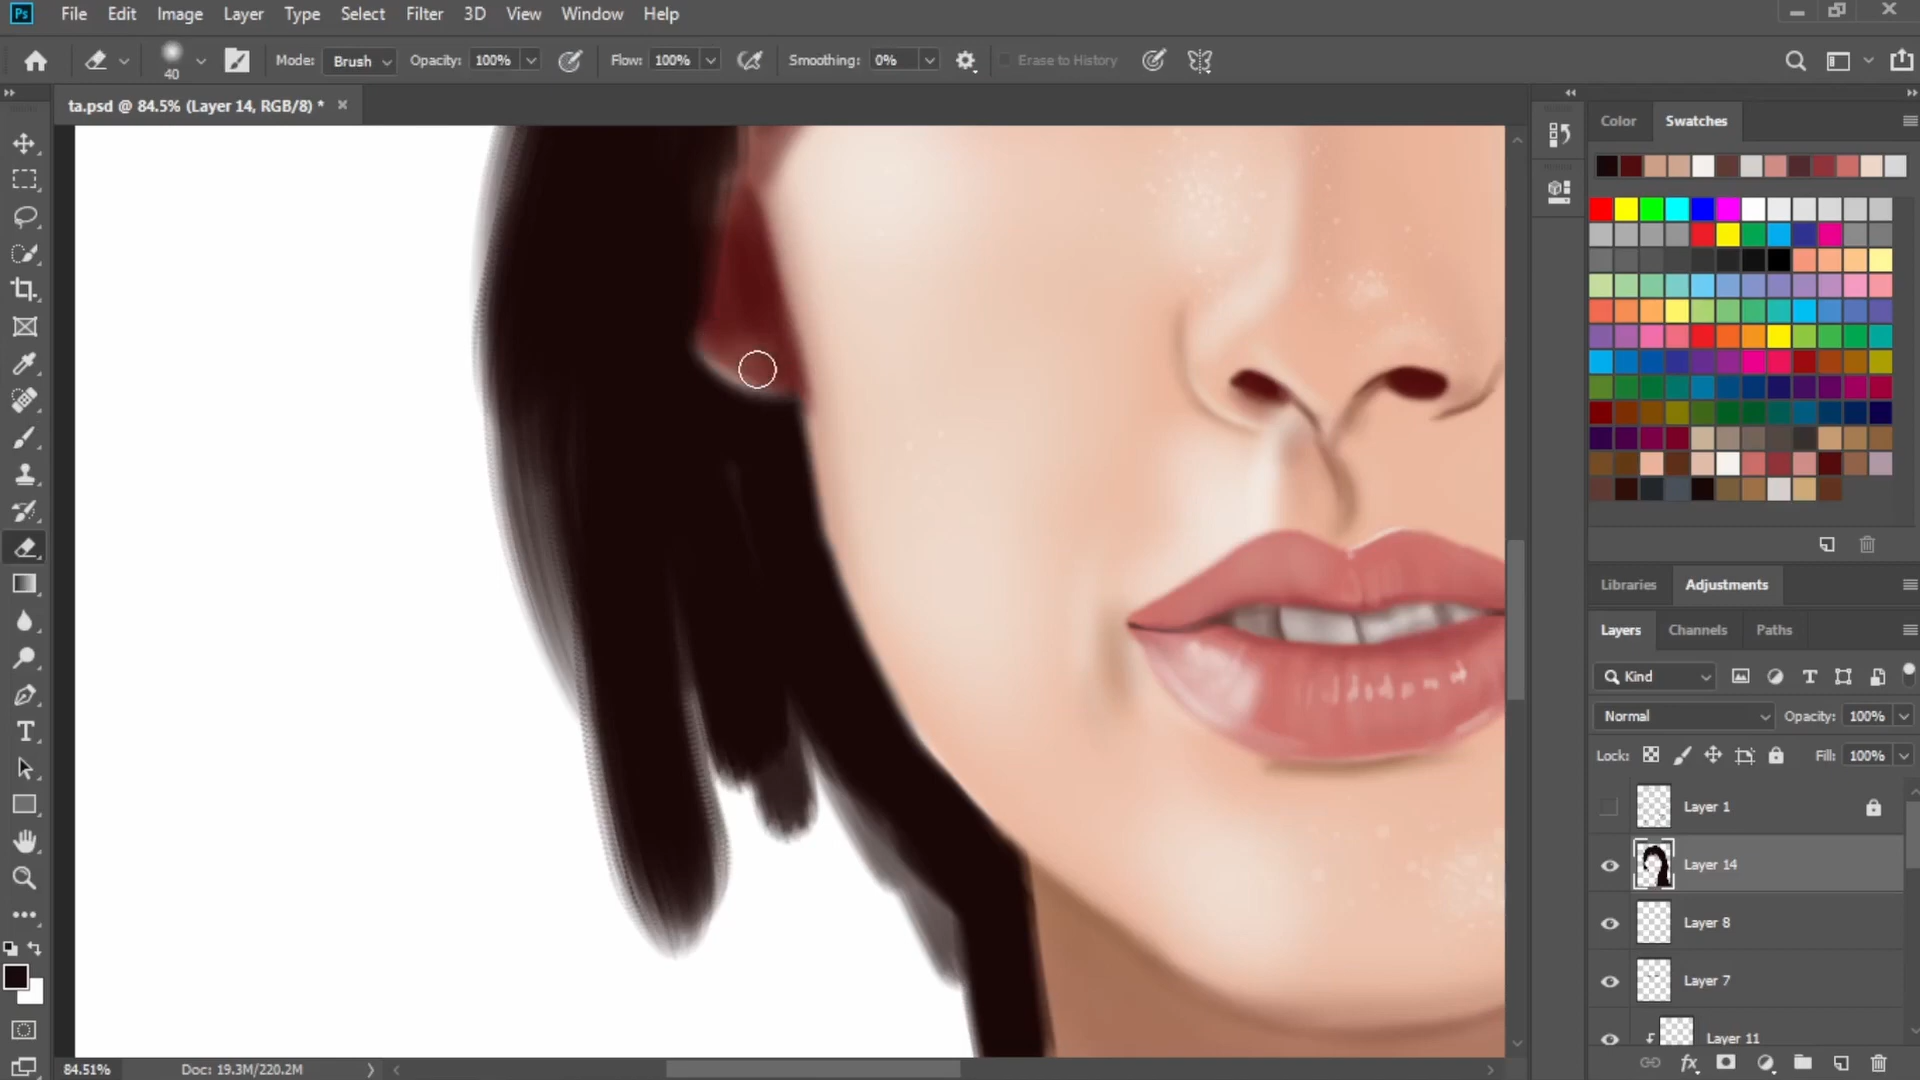 Ps File Edit Image Layer Type Select Filter 3D View Window Help
40 Mode: Brush Opacity: 100% Flow: 100% Smoothing: 0% Erase to History
ta.psd @ 84.5% (Layer 14, RGB/8) *
Color Swatches
Libraries Adjustments
Layers Channels Paths
Kind
Normal Opacity: 100%
Lock: Fill: 100%
Layer 1
Layer 14
Layer 8
Layer 7
Layer 11
84.51% Doc: 19.3M/220.2M